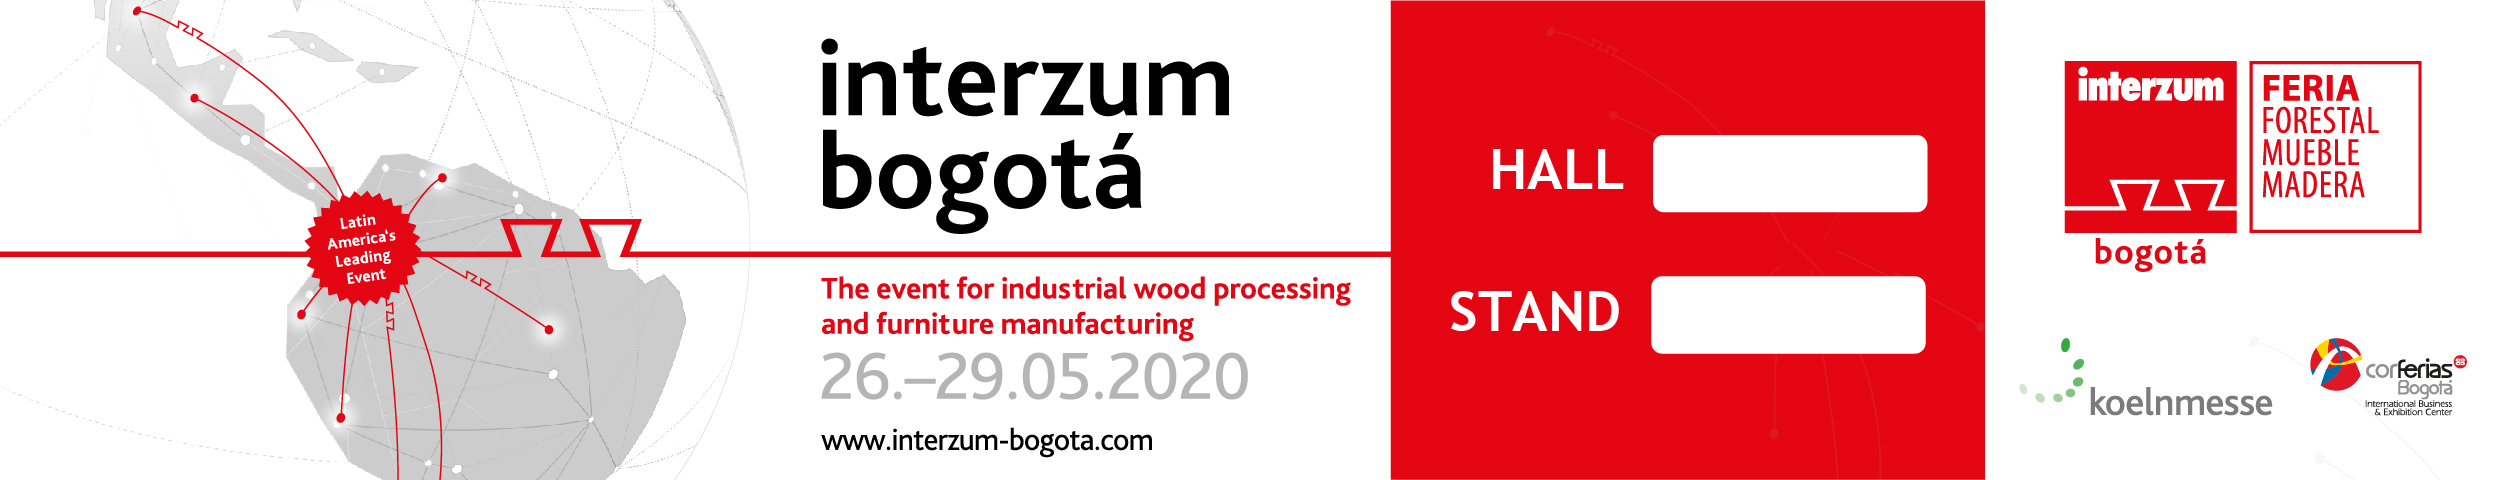 Latin
America's
Leading
Event
interzum
bogotá
The event for industrial wood processing
and furniture manufacturing
26.–29.05.2020
www.interzum-bogota.com
HALL
STAND
interzum
bogotá
FERIA
FORESTAL
MUEBLE
MADERA
koelnmesse
corferias
Bogotá
International Business
& Exhibition Center